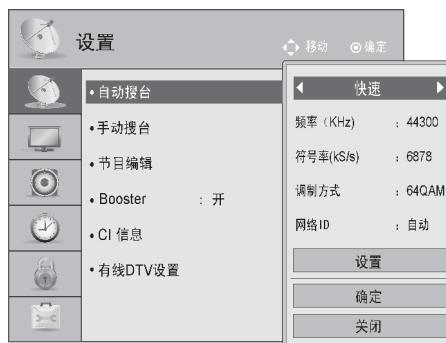 设置
移动 ◎确定
• 自动搜台
• 手动搜台
• 节目编辑
• Booster : 开
• CI 信息
• 有线DTV设置
快速
频率（KHz） : 44300
符号率(kS/s) : 6878
调制方式 : 64QAM
网络ID : 自动
设置
确定
关闭